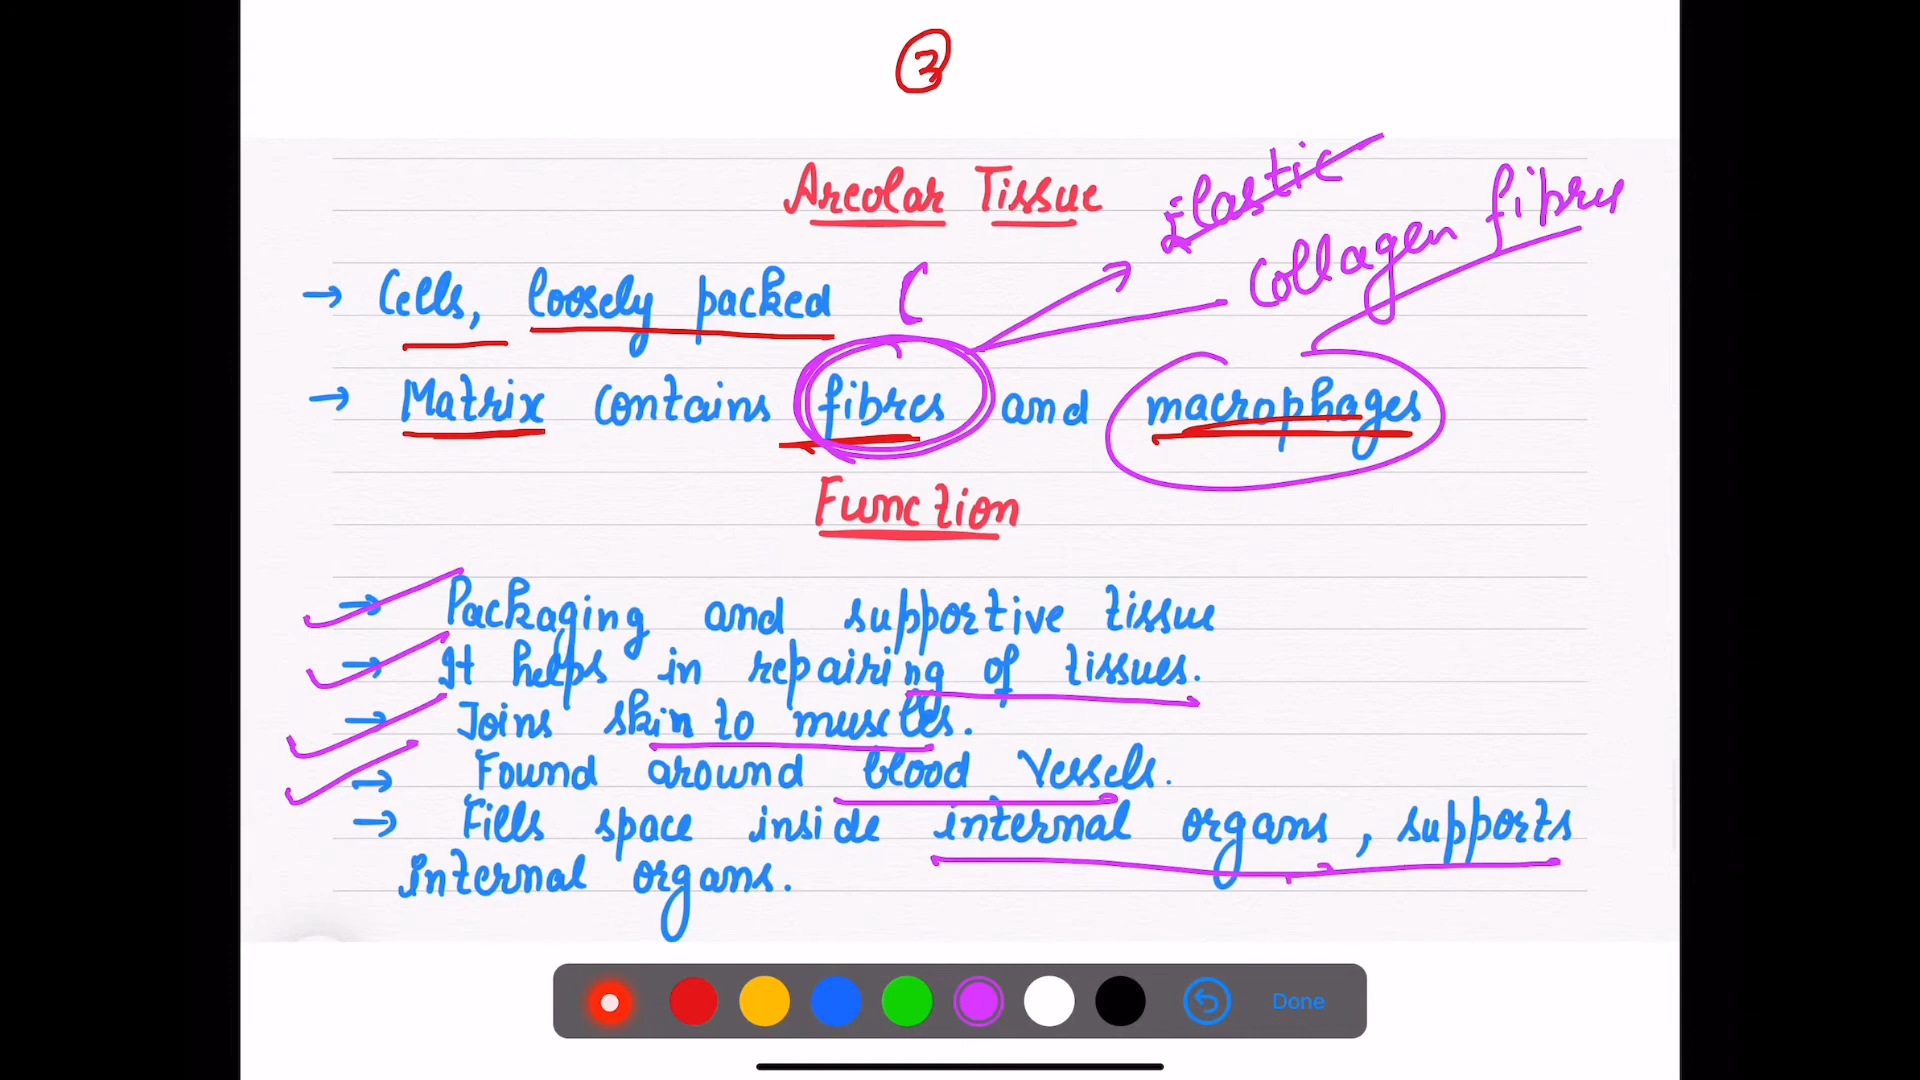 3
Areolar Tissue
Elastic
Collagen fibres
→ Cells, loosely packed (
→ Matrix contains fibres and macrophages
Function
→ Packaging and supportive tissue
→ It helps in repairing of tissues.
→ Joins skin to muscles.
→ Found around blood vessels.
→ Fills space inside internal organs, supports
internal organs.
Done